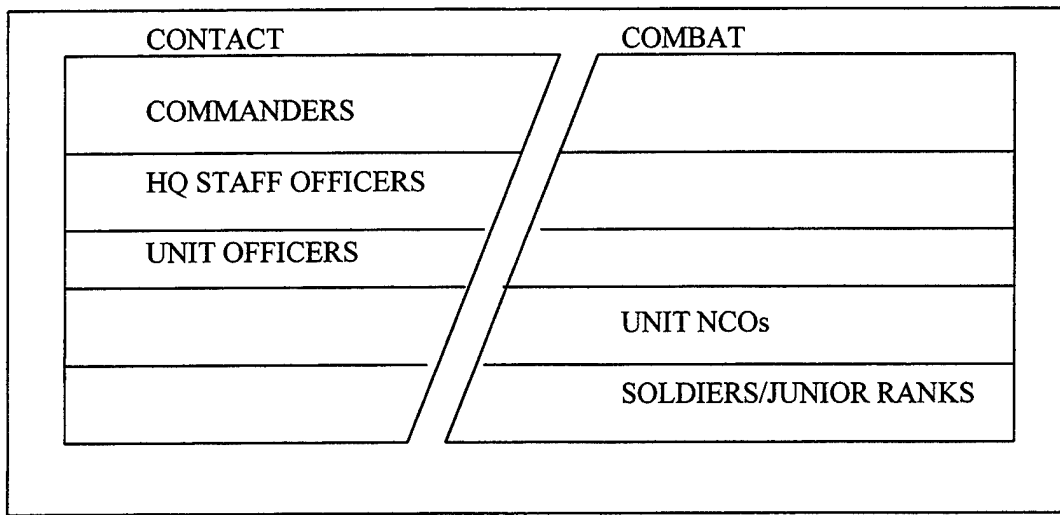 CONTACT
COMBAT
COMMANDERS
HQ STAFF OFFICERS
UNIT OFFICERS
UNIT NCOs
SOLDIERS/JUNIOR RANKS